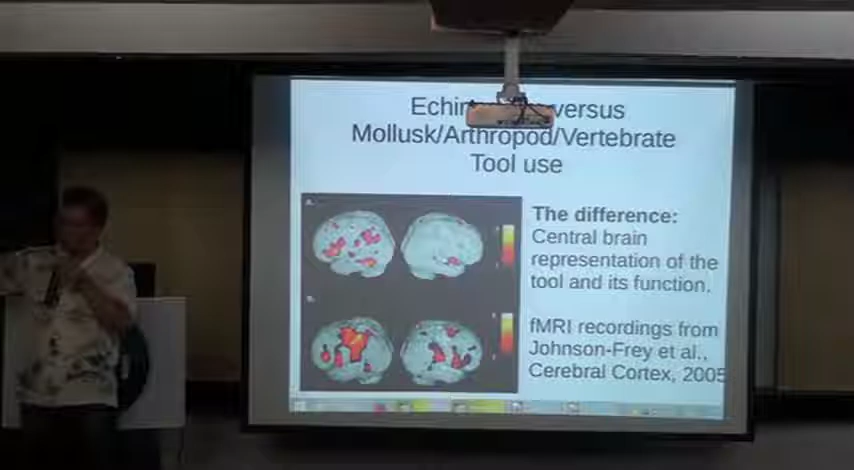 versus
Mollusk/Arthropod/Vertebrate
Tool use
The difference:
Central brain
representation of the
tool and its function.
fMRI recordings from
Johnson-Frey et al.,
Cerebral Cortex, 2005